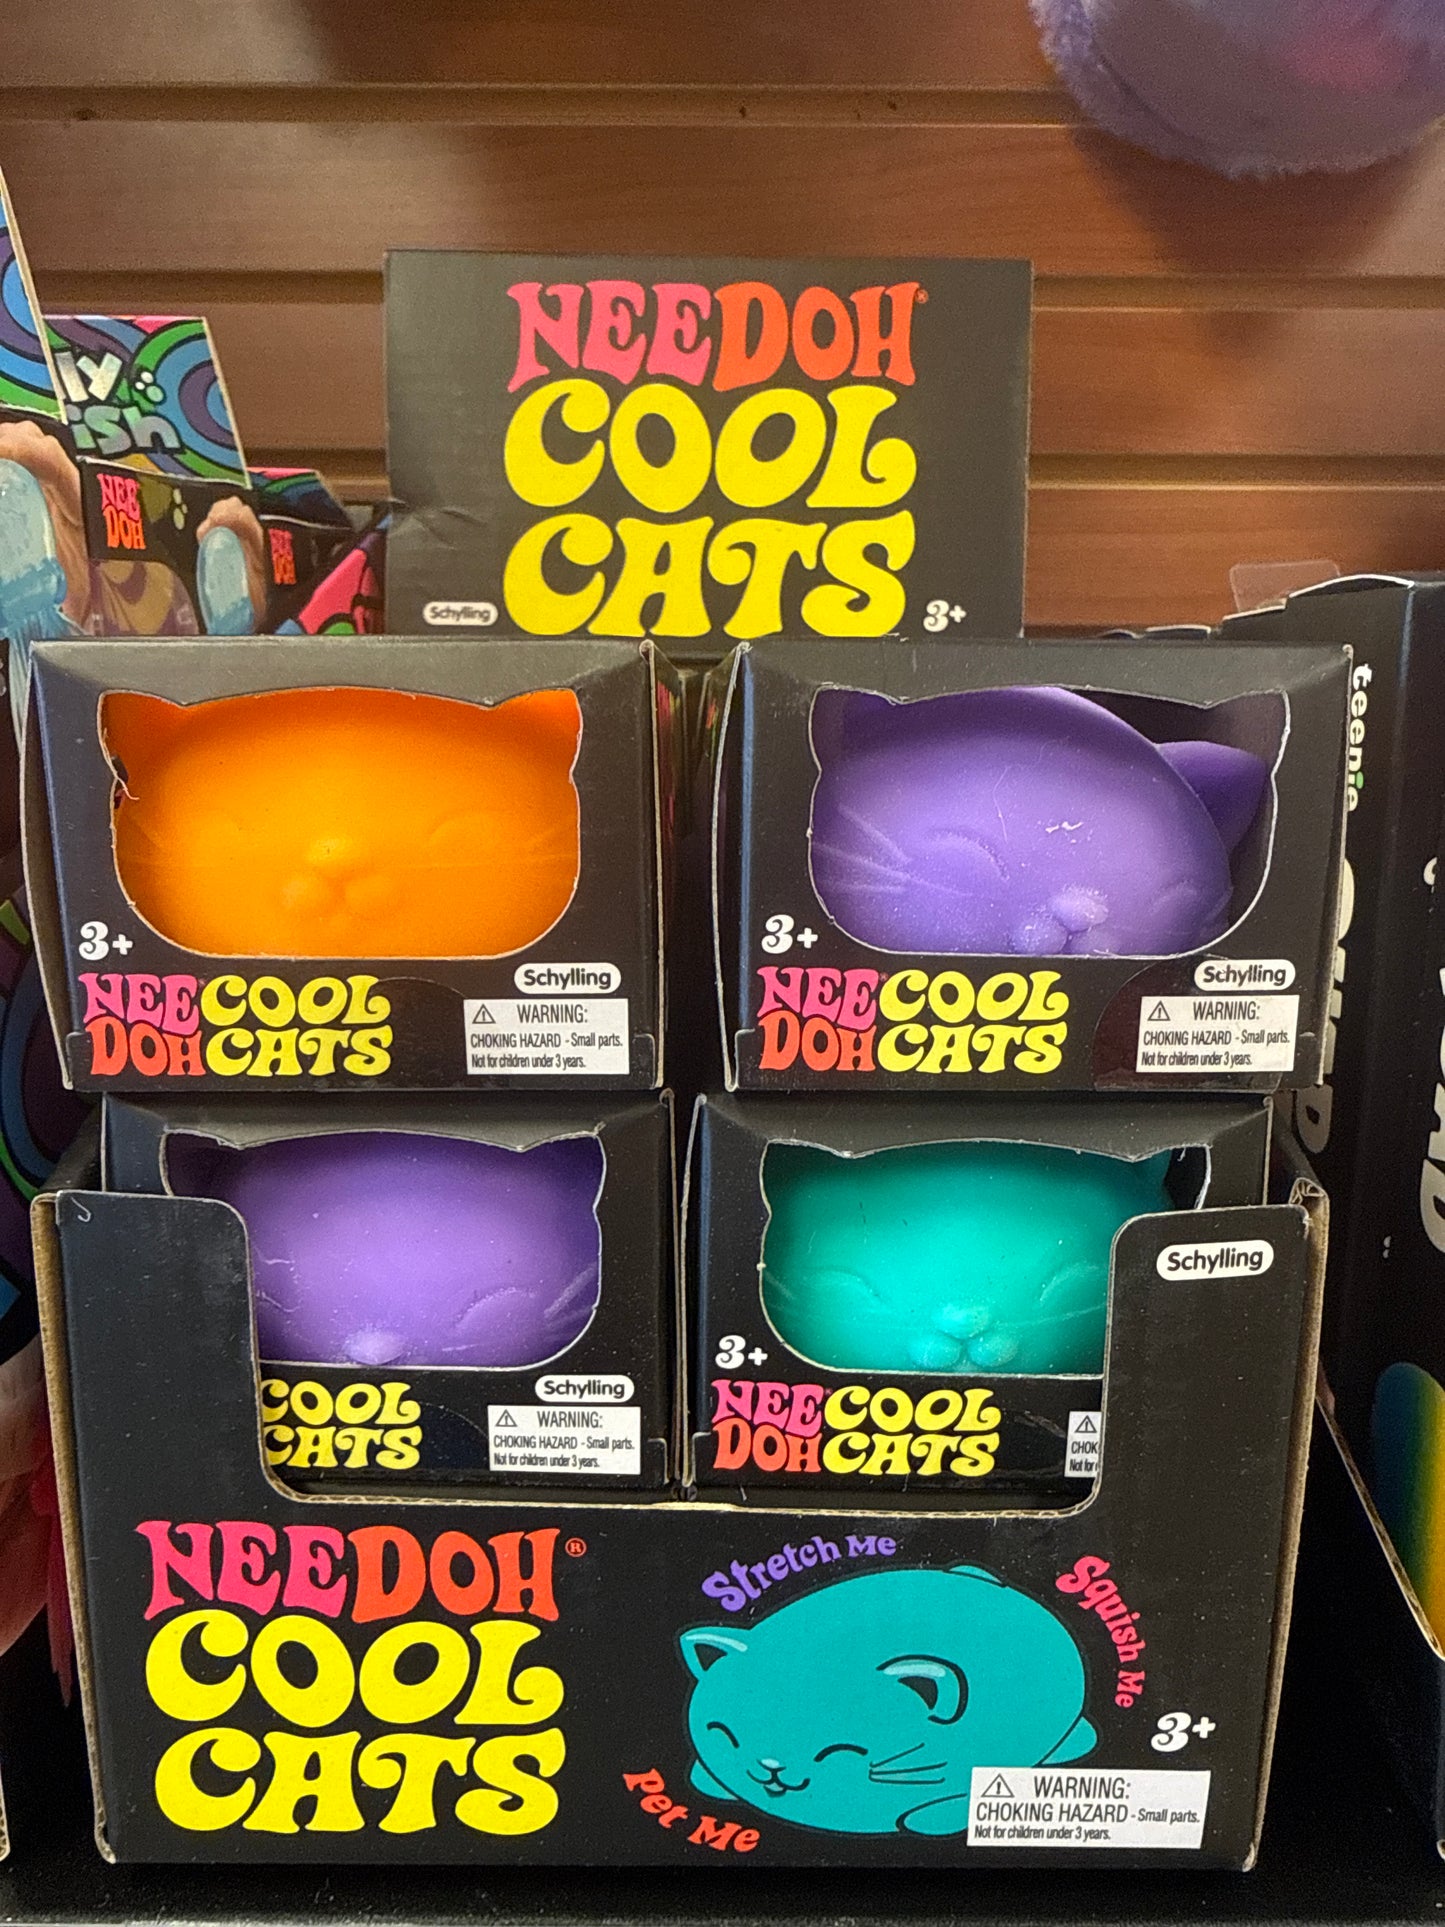 NEEDOH®
COOL
CATS
Schylling
3+
NEE
DOH
NEE
DOH
3+
Schylling
NEE COOL
DOH CATS
WARNING:
CHOKING HAZARD - Small parts.
Not for children under 3 years.
3+
Schylling
NEE COOL
DOH CATS
WARNING:
CHOKING HAZARD - Small parts.
Not for children under 3 years.
teenie
Schylling
COOL
CATS
WARNING:
CHOKING HAZARD - Small parts.
Not for children under 3 years.
3+
NEE COOL
DOH CATS
Schylling
NEEDOH®
COOL
CATS
Stretch Me
Squish Me
Pet Me
3+
WARNING:
CHOKING HAZARD - Small parts.
Not for children under 3 years.